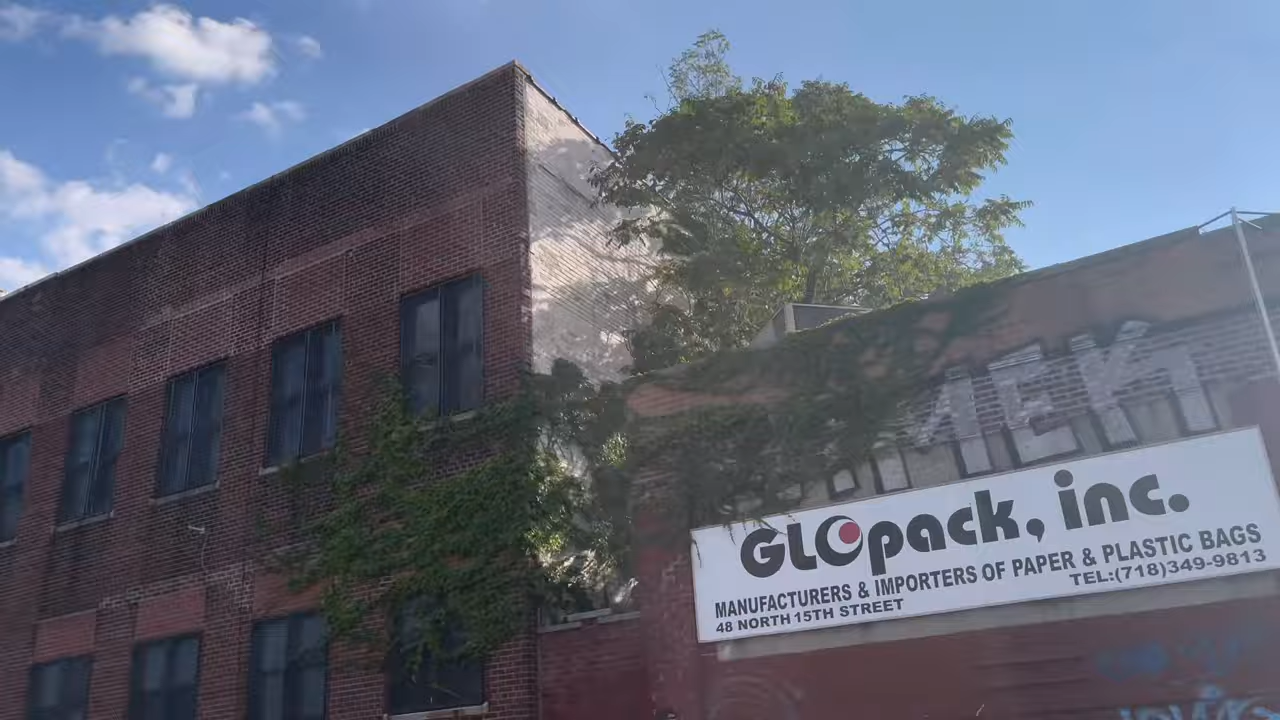 GLOpack, inc.
MANUFACTURERS & IMPORTERS OF PAPER & PLASTIC BAGS
48 NORTH 15TH STREET
TEL:(718)349-9813